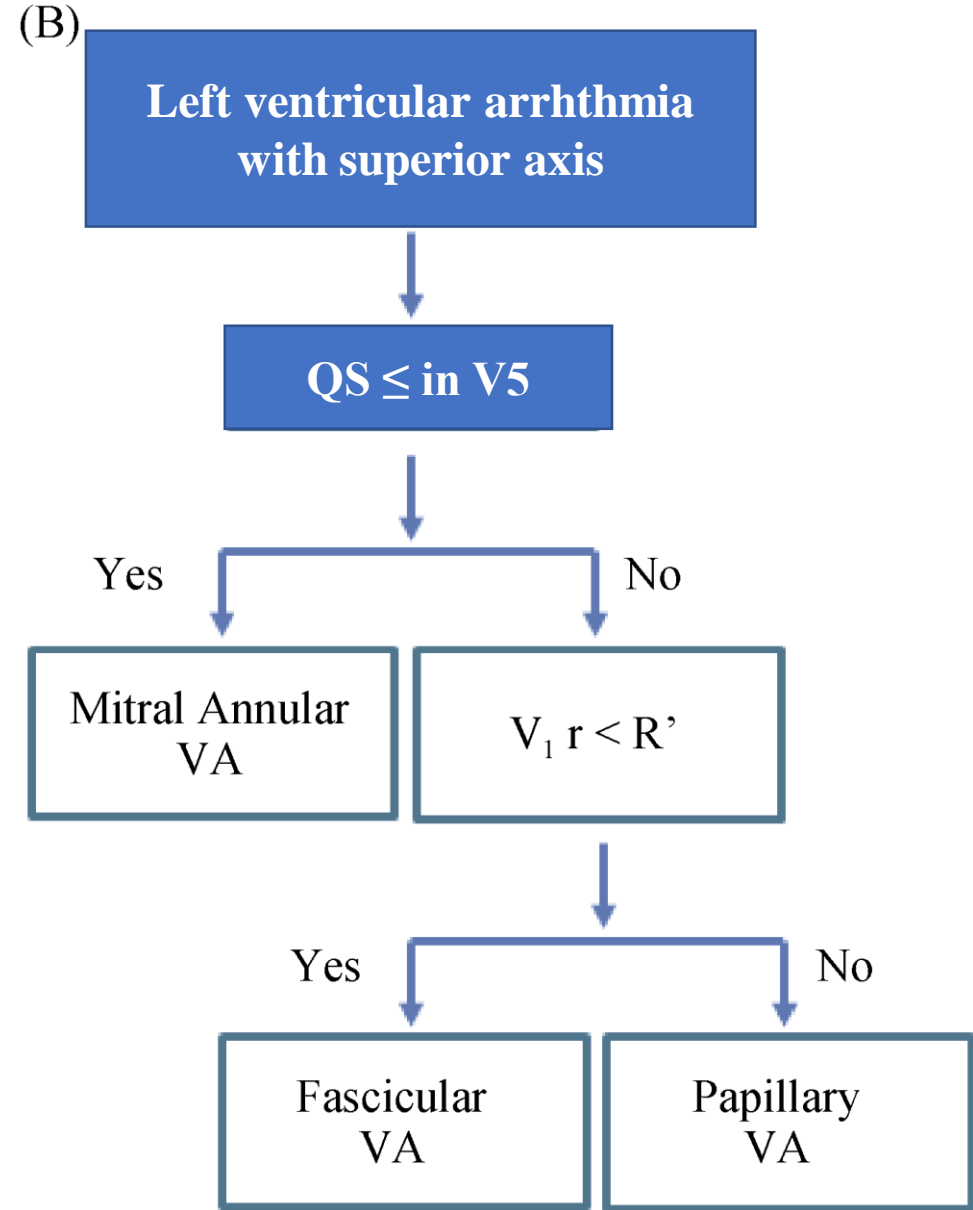 (B)
Left ventricular arrhthmia
with superior axis
QS ≤ in V5
Yes
No
Mitral Annular
VA
V₁ r < R’
Yes
No
Fascicular
VA
Papillary
VA